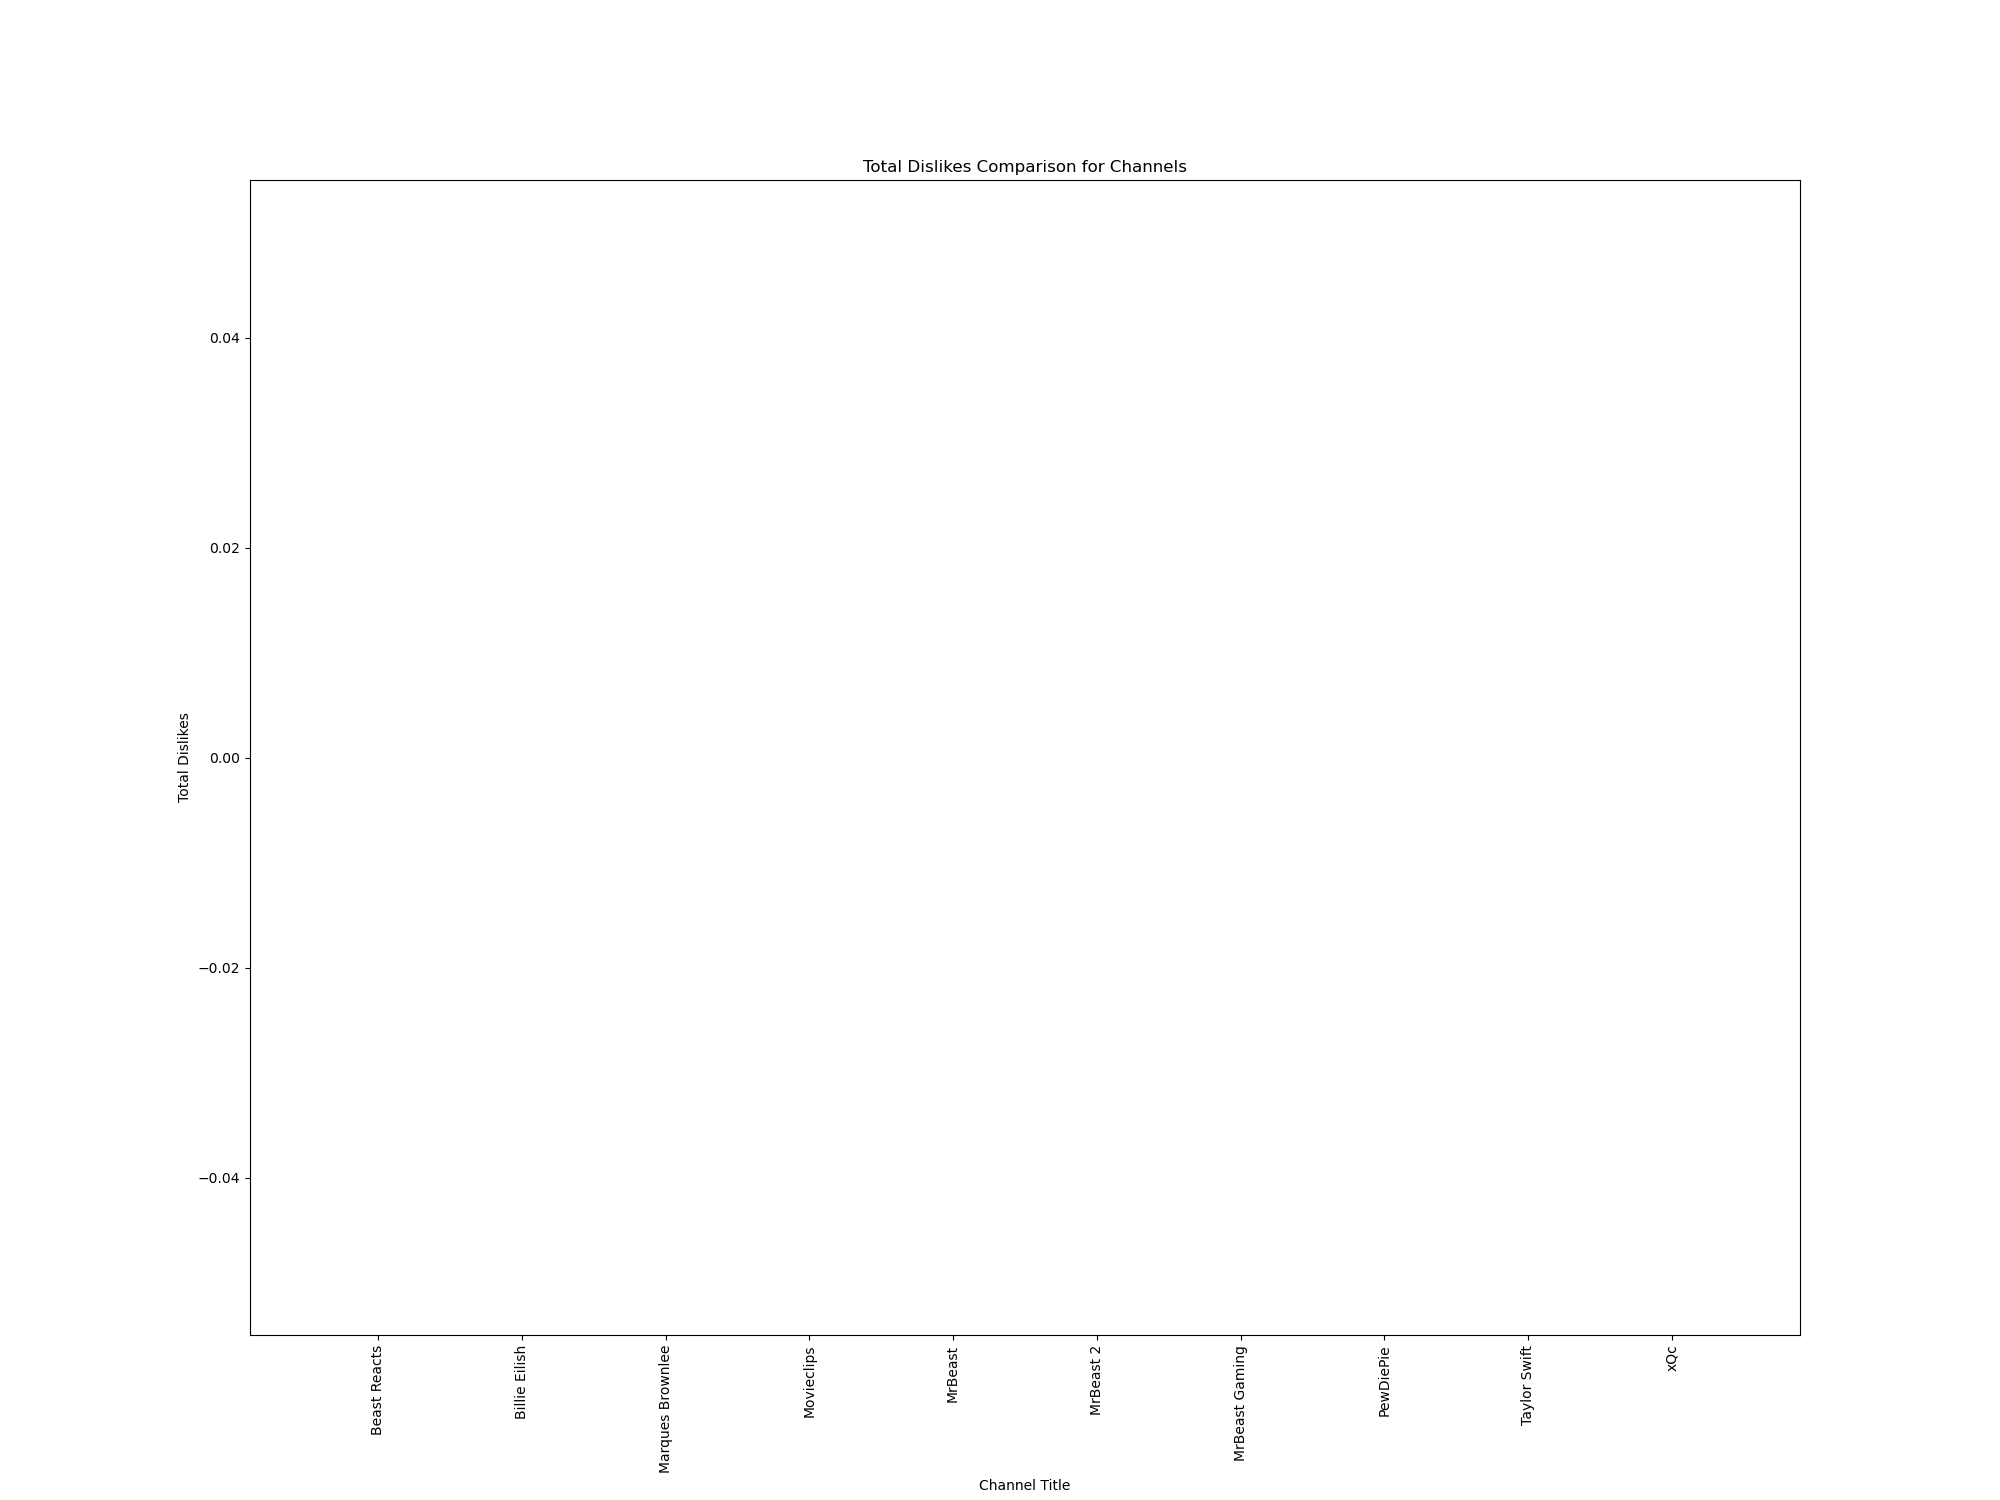 Total Dislikes Comparison for Channels
Total Dislikes
0.04
0.02
0.00
−0.02
−0.04
Beast Reacts
Billie Eilish
Marques Brownlee
Movieclips
MrBeast
MrBeast 2
MrBeast Gaming
PewDiePie
Taylor Swift
xQc
Channel Title